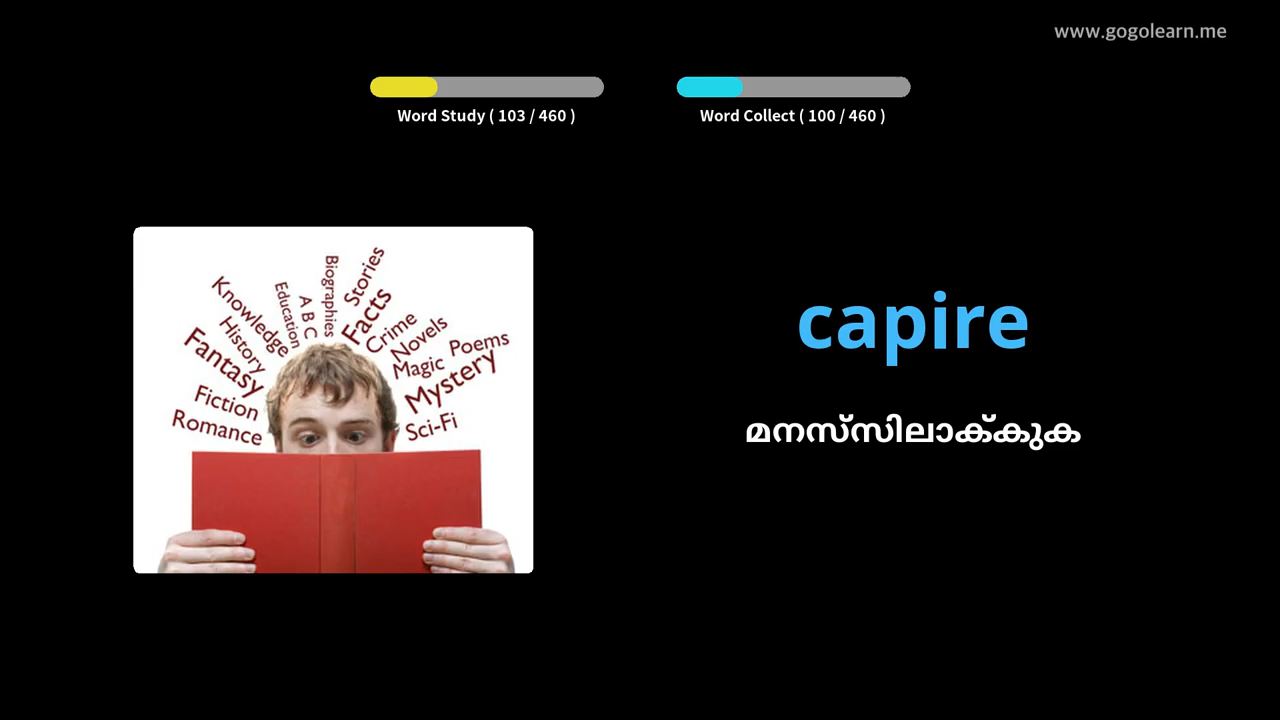 www.gogolearn.me
Word Study ( 103 / 460 )
Word Collect ( 100 / 460 )
Biographies
Stories
Education
A B C
Facts
Knowledge
Crime
History
Novels
Poems
Fantasy
Magic
Mystery
Fiction
Romance
Sci-Fi
capire
മനസ്സിലാക്കുക